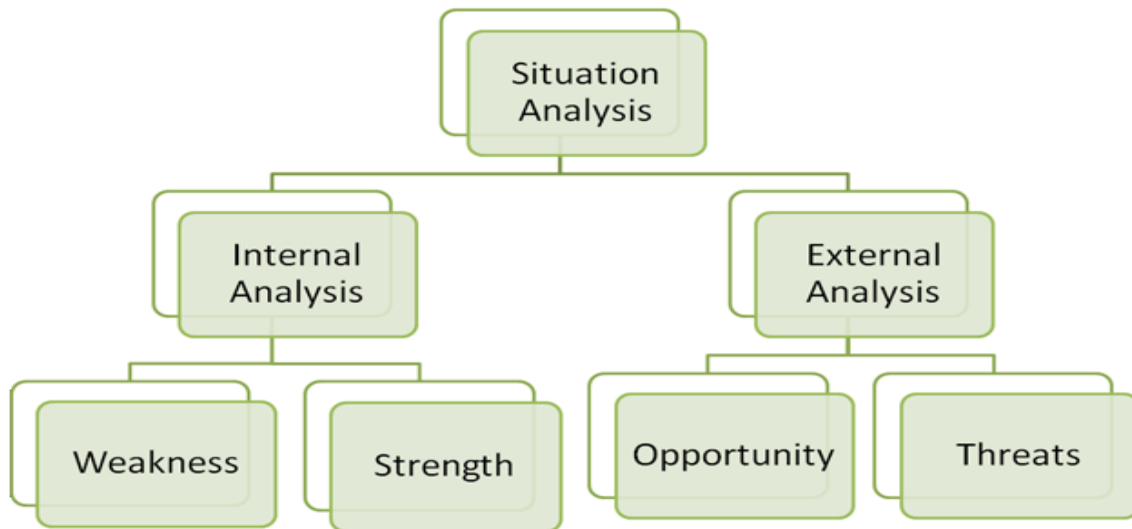 Situation
Analysis
Internal
Analysis
External
Analysis
Weakness
Strength
Opportunity
Threats